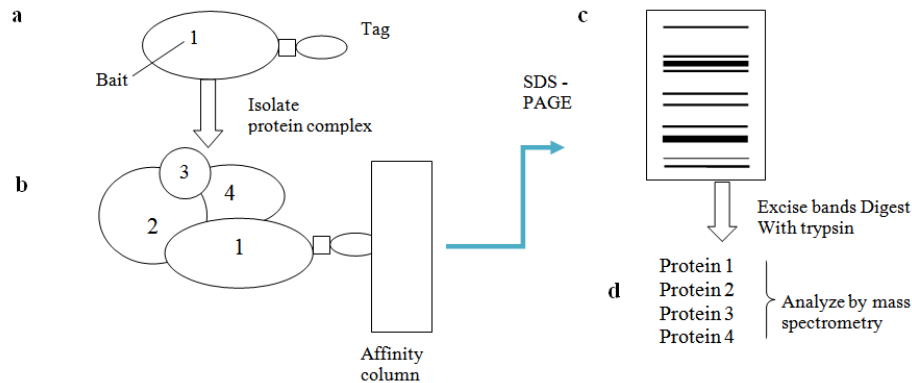 a
1
Tag
Bait
Isolate
protein complex
b
3
4
2
1
Affinity
column
SDS -
PAGE
c
Excise bands Digest
With trypsin
d
Protein 1
Protein 2
Protein 3
Protein 4
Analyze by mass
spectrometry